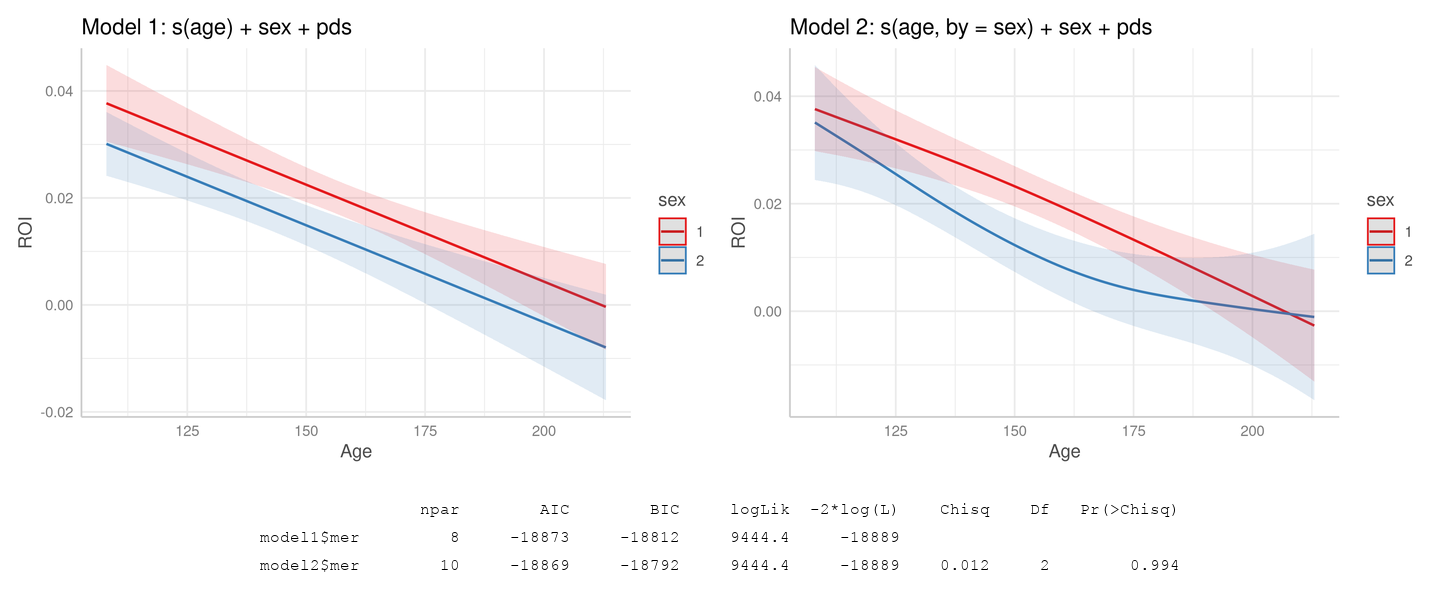 Model 1: s(age) + sex + pds
0.04
0.02
0.00
-0.02
ROI
125 150 175 200
Age
sex
1
2
Model 2: s(age, by = sex) + sex + pds
0.04
0.02
0.00
ROI
125 150 175 200
Age
sex
1
2
npar AIC BIC logLik -2*log(L) Chisq Df Pr(>Chisq)
model1$mer 8 -18873 -18812 9444.4 -18889
model2$mer 10 -18869 -18792 9444.4 -18889 0.012 2 0.994